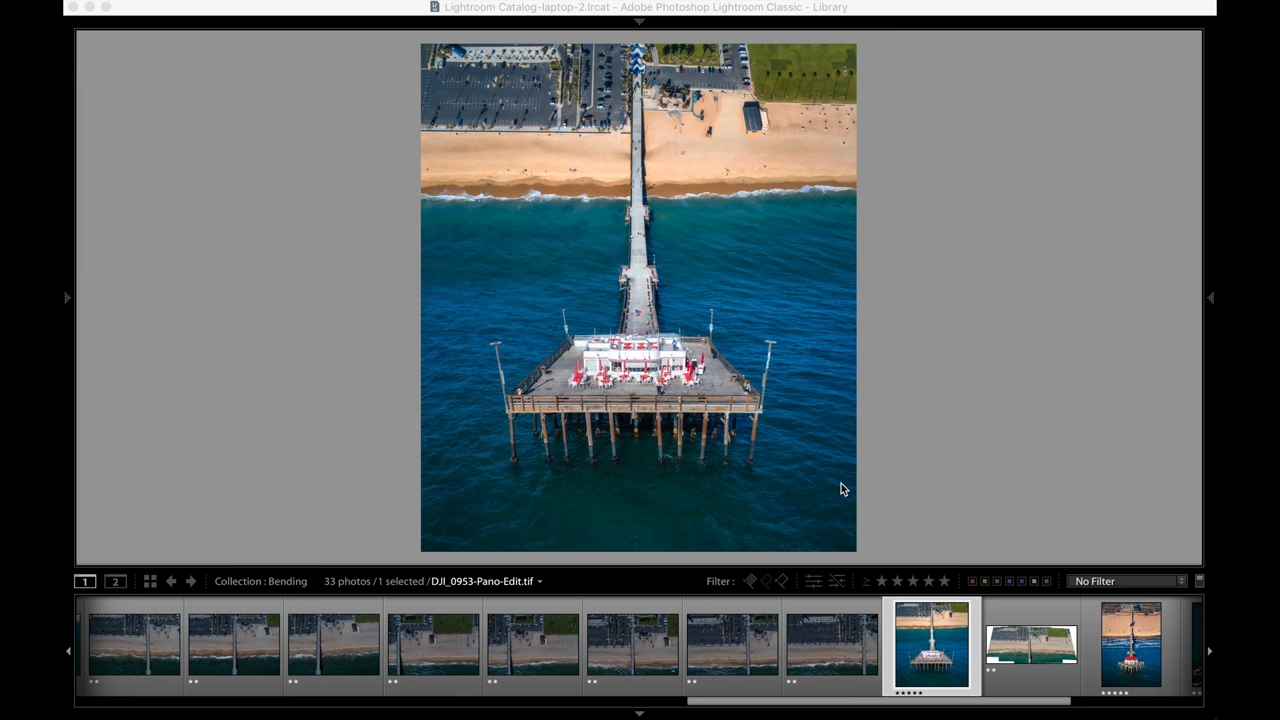 Lightroom Catalog-laptop-2.lrcat - Adobe Photoshop Lightroom Classic - Library
1 2 Collection : Bending 33 photos / 1 selected / DJI_0953-Pano-Edit.tif Filter : ≥ ★★★★★ No Filter
★★ ★★ ★★ ★★ ★★ ★★ ★★ ★★ ★★★★★ ★★ ★★★★★ ★★